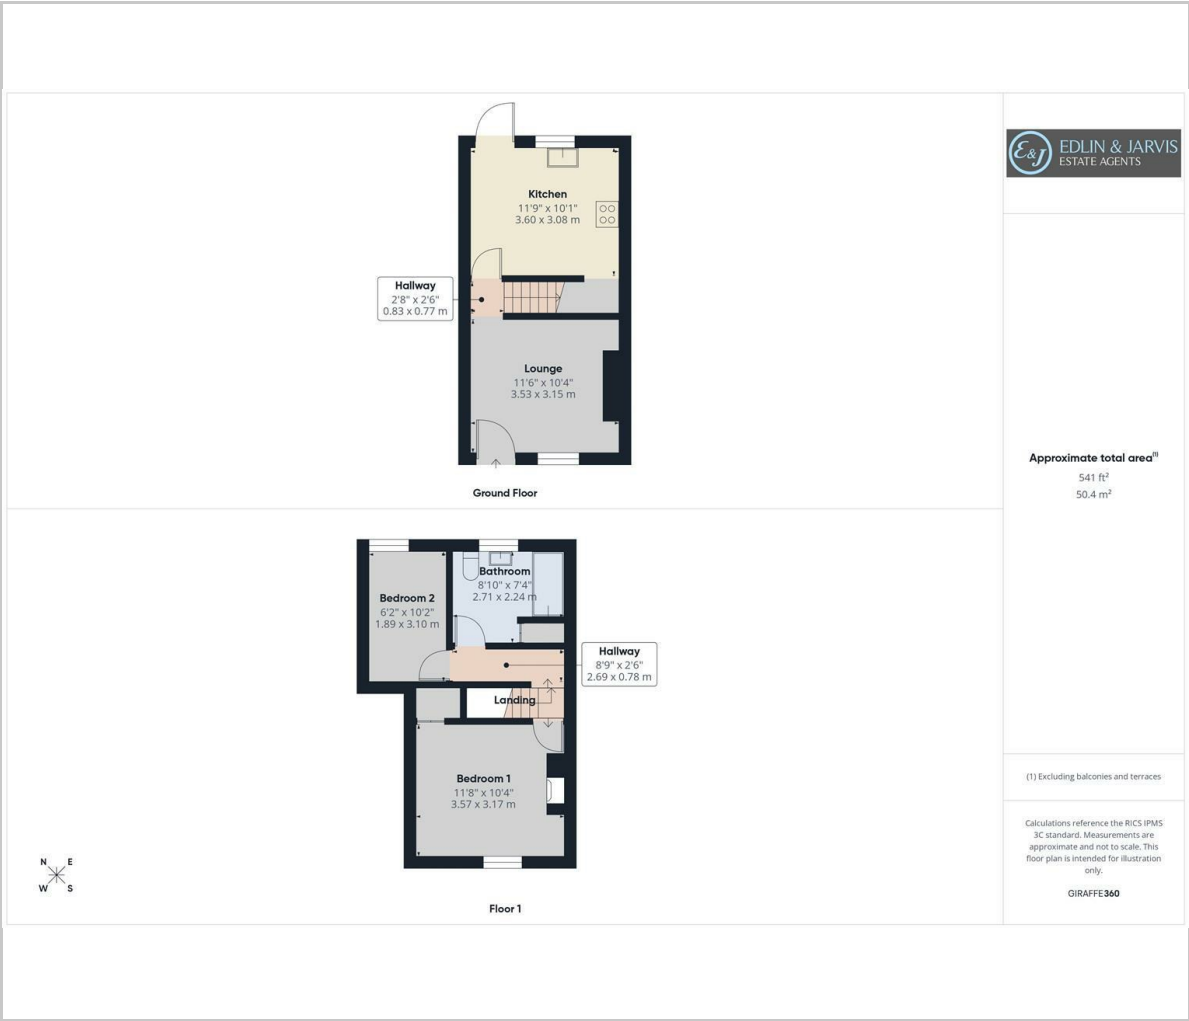 Kitchen
11'9" x 10'1"
3.60 x 3.08 m
Hallway
2'8" x 2'6"
0.83 x 0.77 m
Lounge
11'6" x 10'4"
3.53 x 3.15 m
Ground Floor
Bathroom
8'10" x 7'4"
2.71 x 2.24 m
Bedroom 2
6'2" x 10'2"
1.89 x 3.10 m
Hallway
8'9" x 2'6"
2.69 x 0.78 m
Landing
Bedroom 1
11'8" x 10'4"
3.57 x 3.17 m
N E
W S
Floor 1
E&J
EDLIN & JARVIS
ESTATE AGENTS
Approximate total area(1)
541 ft²
50.4 m²
(1) Excluding balconies and terraces
Calculations reference the RICS IPMS
3C standard. Measurements are
approximate and not to scale. This
floor plan is intended for illustration
only.
GIRAFFE360